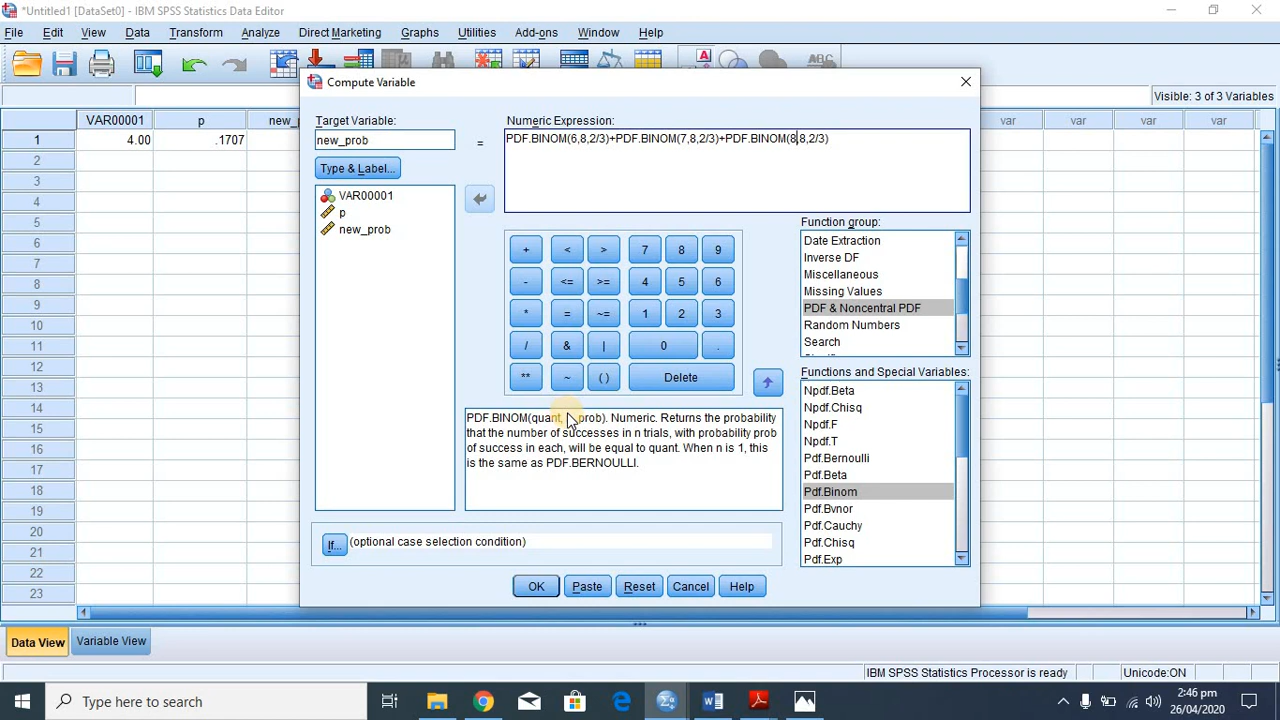 *Untitled1 [DataSet0] - IBM SPSS Statistics Data Editor
File Edit View Data Transform Analyze Direct Marketing Graphs Utilities Add-ons Window Help
Compute Variable
Visible: 3 of 3 Variables
VAR00001 p new_p var var var
1 4.00 .1707
2
3
4
5
6
7
8
9
10
11
12
13
14
15
16
17
18
19
20
21
22
23
Target Variable:
new_prob
=
Type & Label...
VAR00001
p
new_prob
Numeric Expression:
PDF.BINOM(6,8,2/3)+PDF.BINOM(7,8,2/3)+PDF.BINOM(8,8,2/3)
+ < > 7 8 9
- <= >= 4 5 6
* = ~= 1 2 3
/ & | 0 .
** ~ ( ) Delete
Function group:
Date Extraction
Inverse DF
Miscellaneous
Missing Values
PDF & Noncentral PDF
Random Numbers
Search
Functions and Special Variables:
Npdf.Beta
Npdf.Chisq
Npdf.F
Npdf.T
Pdf.Bernoulli
Pdf.Beta
Pdf.Binom
Pdf.Bvnor
Pdf.Cauchy
Pdf.Chisq
Pdf.Exp
PDF.BINOM(quant, prob). Numeric. Returns the probability
that the number of successes in n trials, with probability prob
of success in each, will be equal to quant. When n is 1, this
is the same as PDF.BERNOULLI.
If... (optional case selection condition)
OK Paste Reset Cancel Help
Data View Variable View
IBM SPSS Statistics Processor is ready Unicode:ON
Type here to search
2:46 pm
26/04/2020